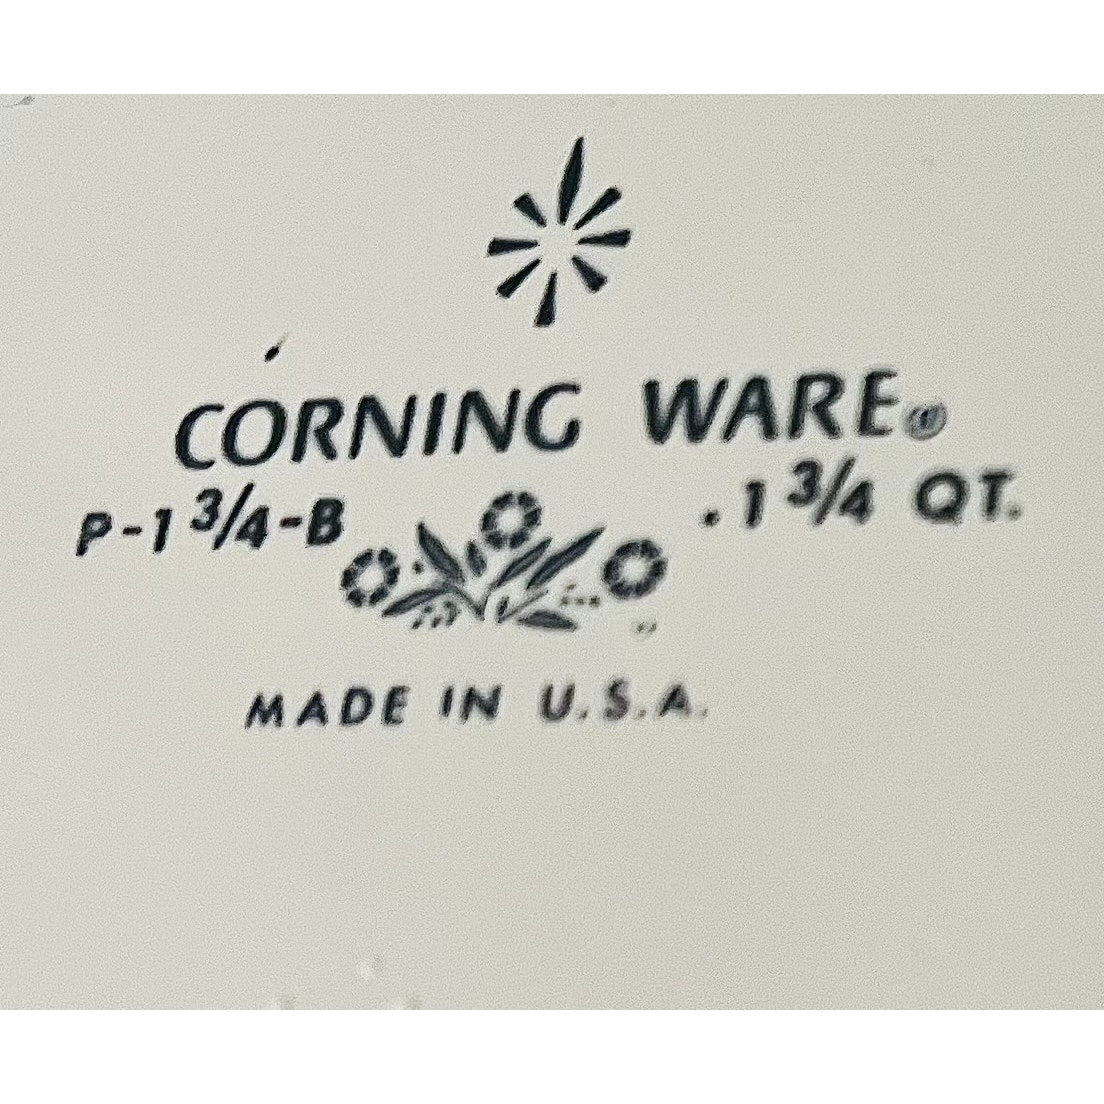 CORNING WARE®
P-1 3/4-B . 1 3/4 QT.
MADE IN U.S.A.